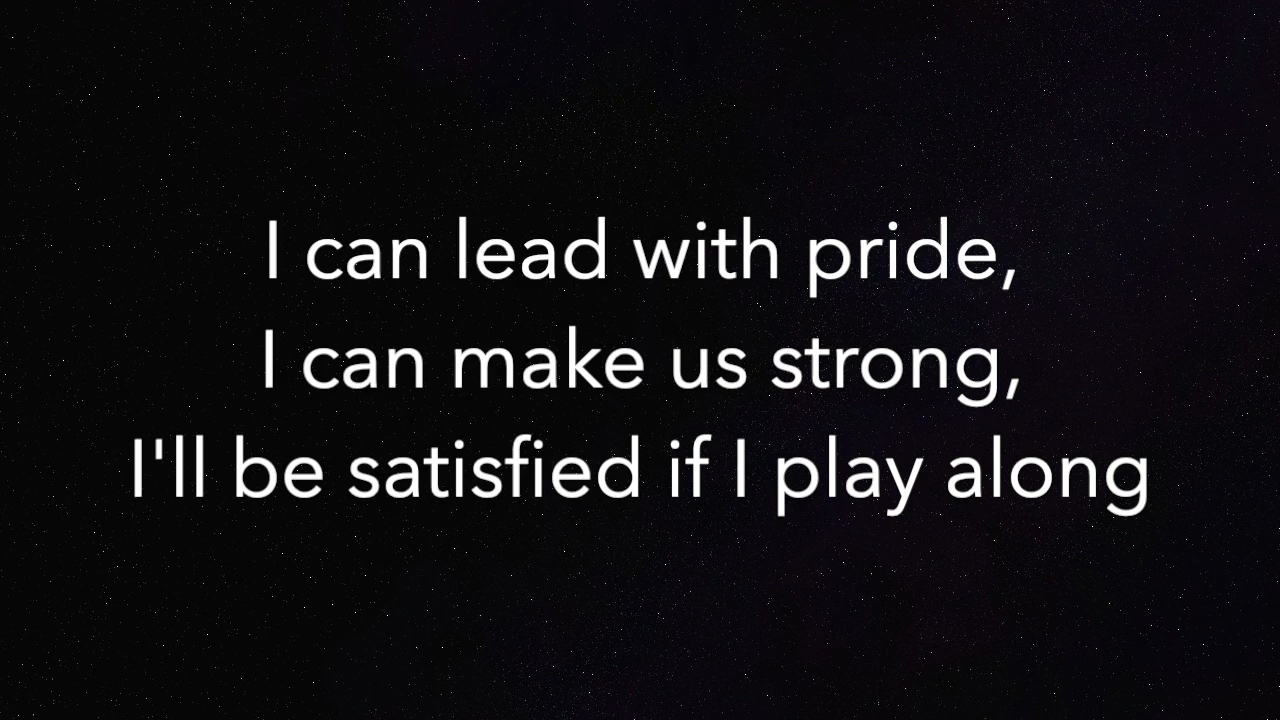 I can lead with pride,
I can make us strong,
I'll be satisfied if I play along